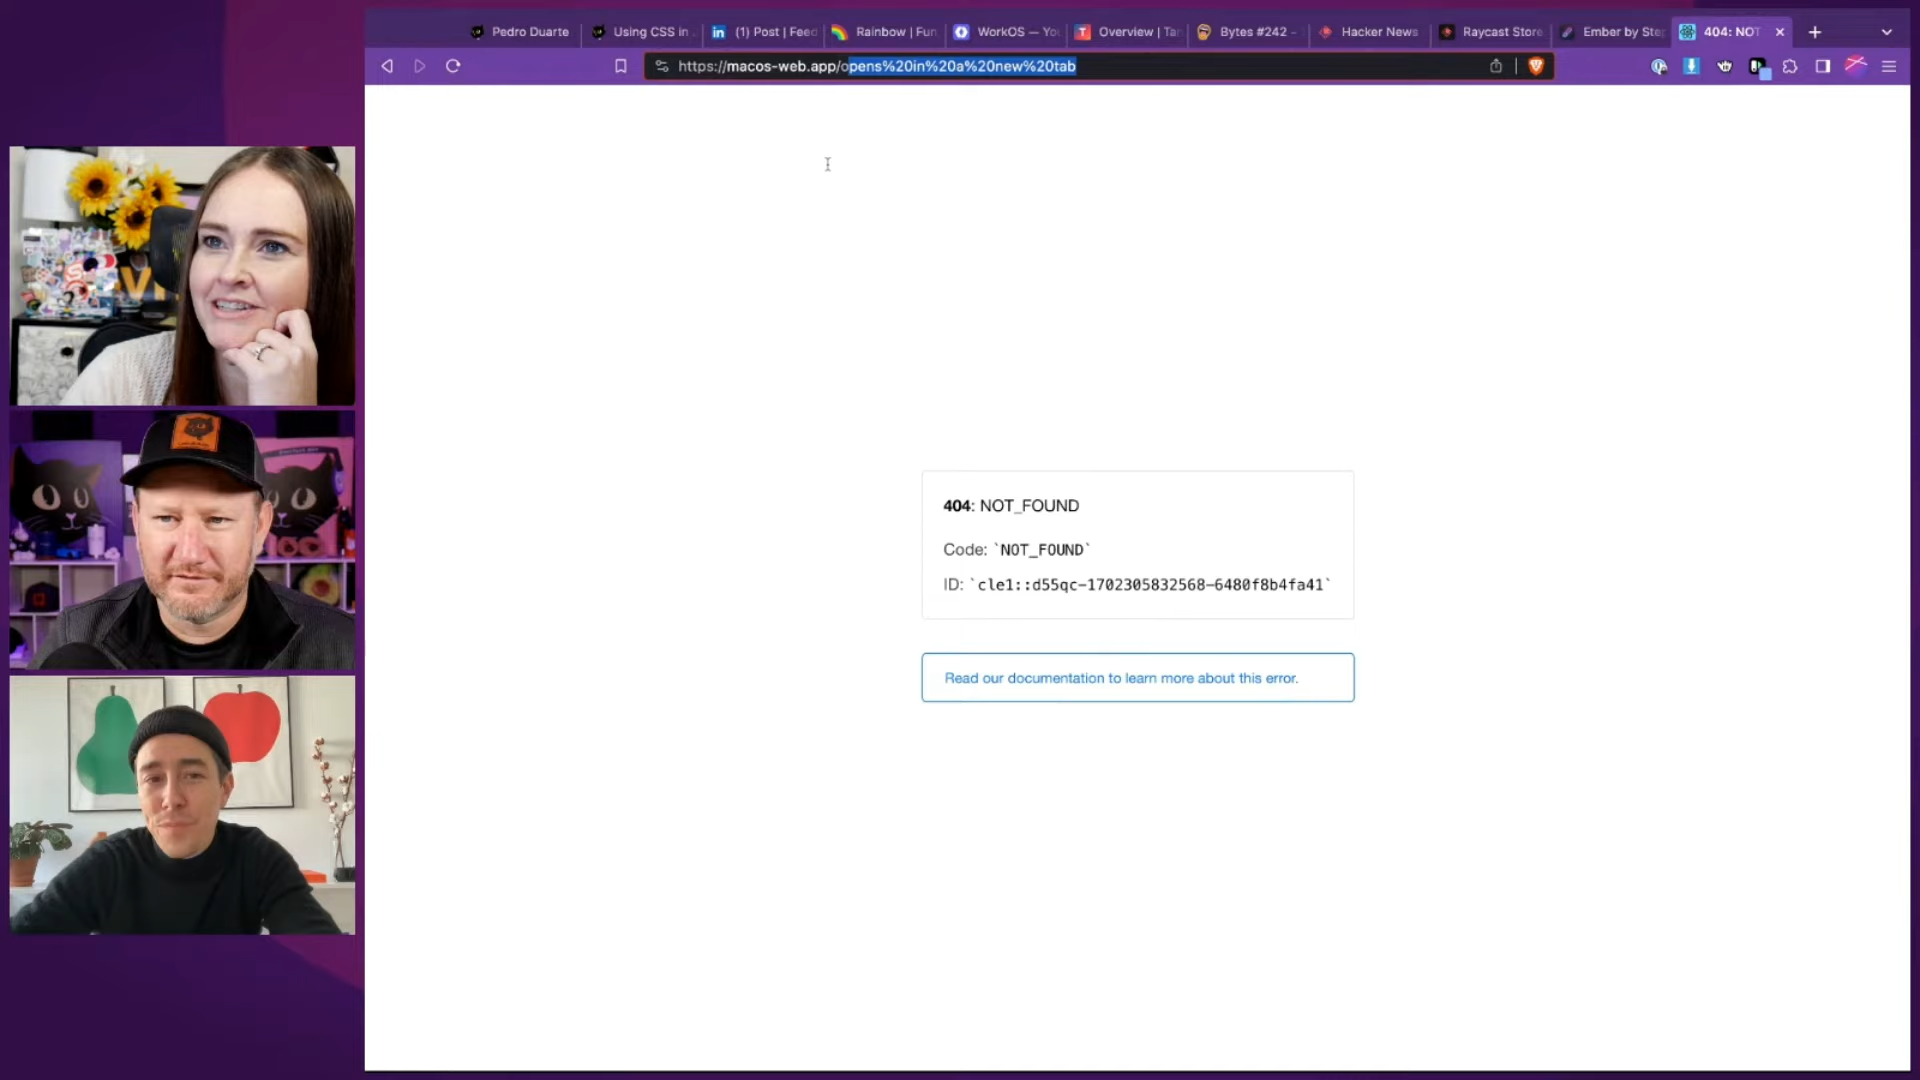 Pedro Duarte
Using CSS in
(1) Post | Feed
Rainbow | Fun
WorkOS — You
Overview | Tan
Bytes #242 -
Hacker News
Raycast Store
Ember by Step
404: NOT
https://macos-web.app/opens%20in%20a%20new%20tab
404: NOT_FOUND
Code: `NOT_FOUND`
ID: `cle1::d55qc-1702305832568-6480f8b4fa41`
Read our documentation to learn more about this error.